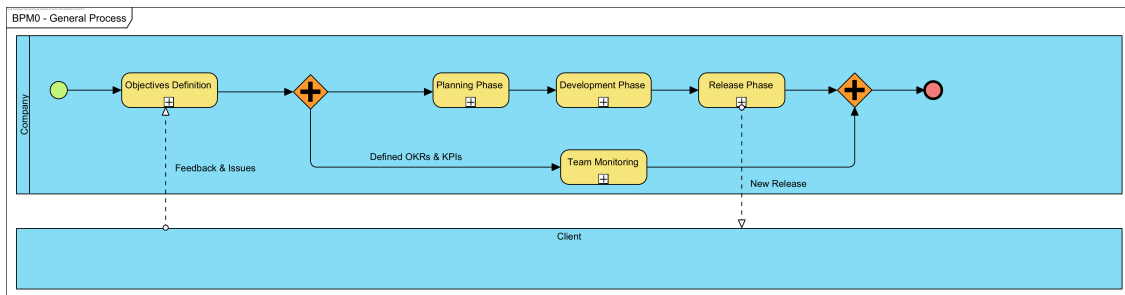 BPM0 - General Process
Company
Objectives Definition
Planning Phase
Development Phase
Release Phase
Defined OKRs & KPIs
Team Monitoring
Feedback & Issues
New Release
Client